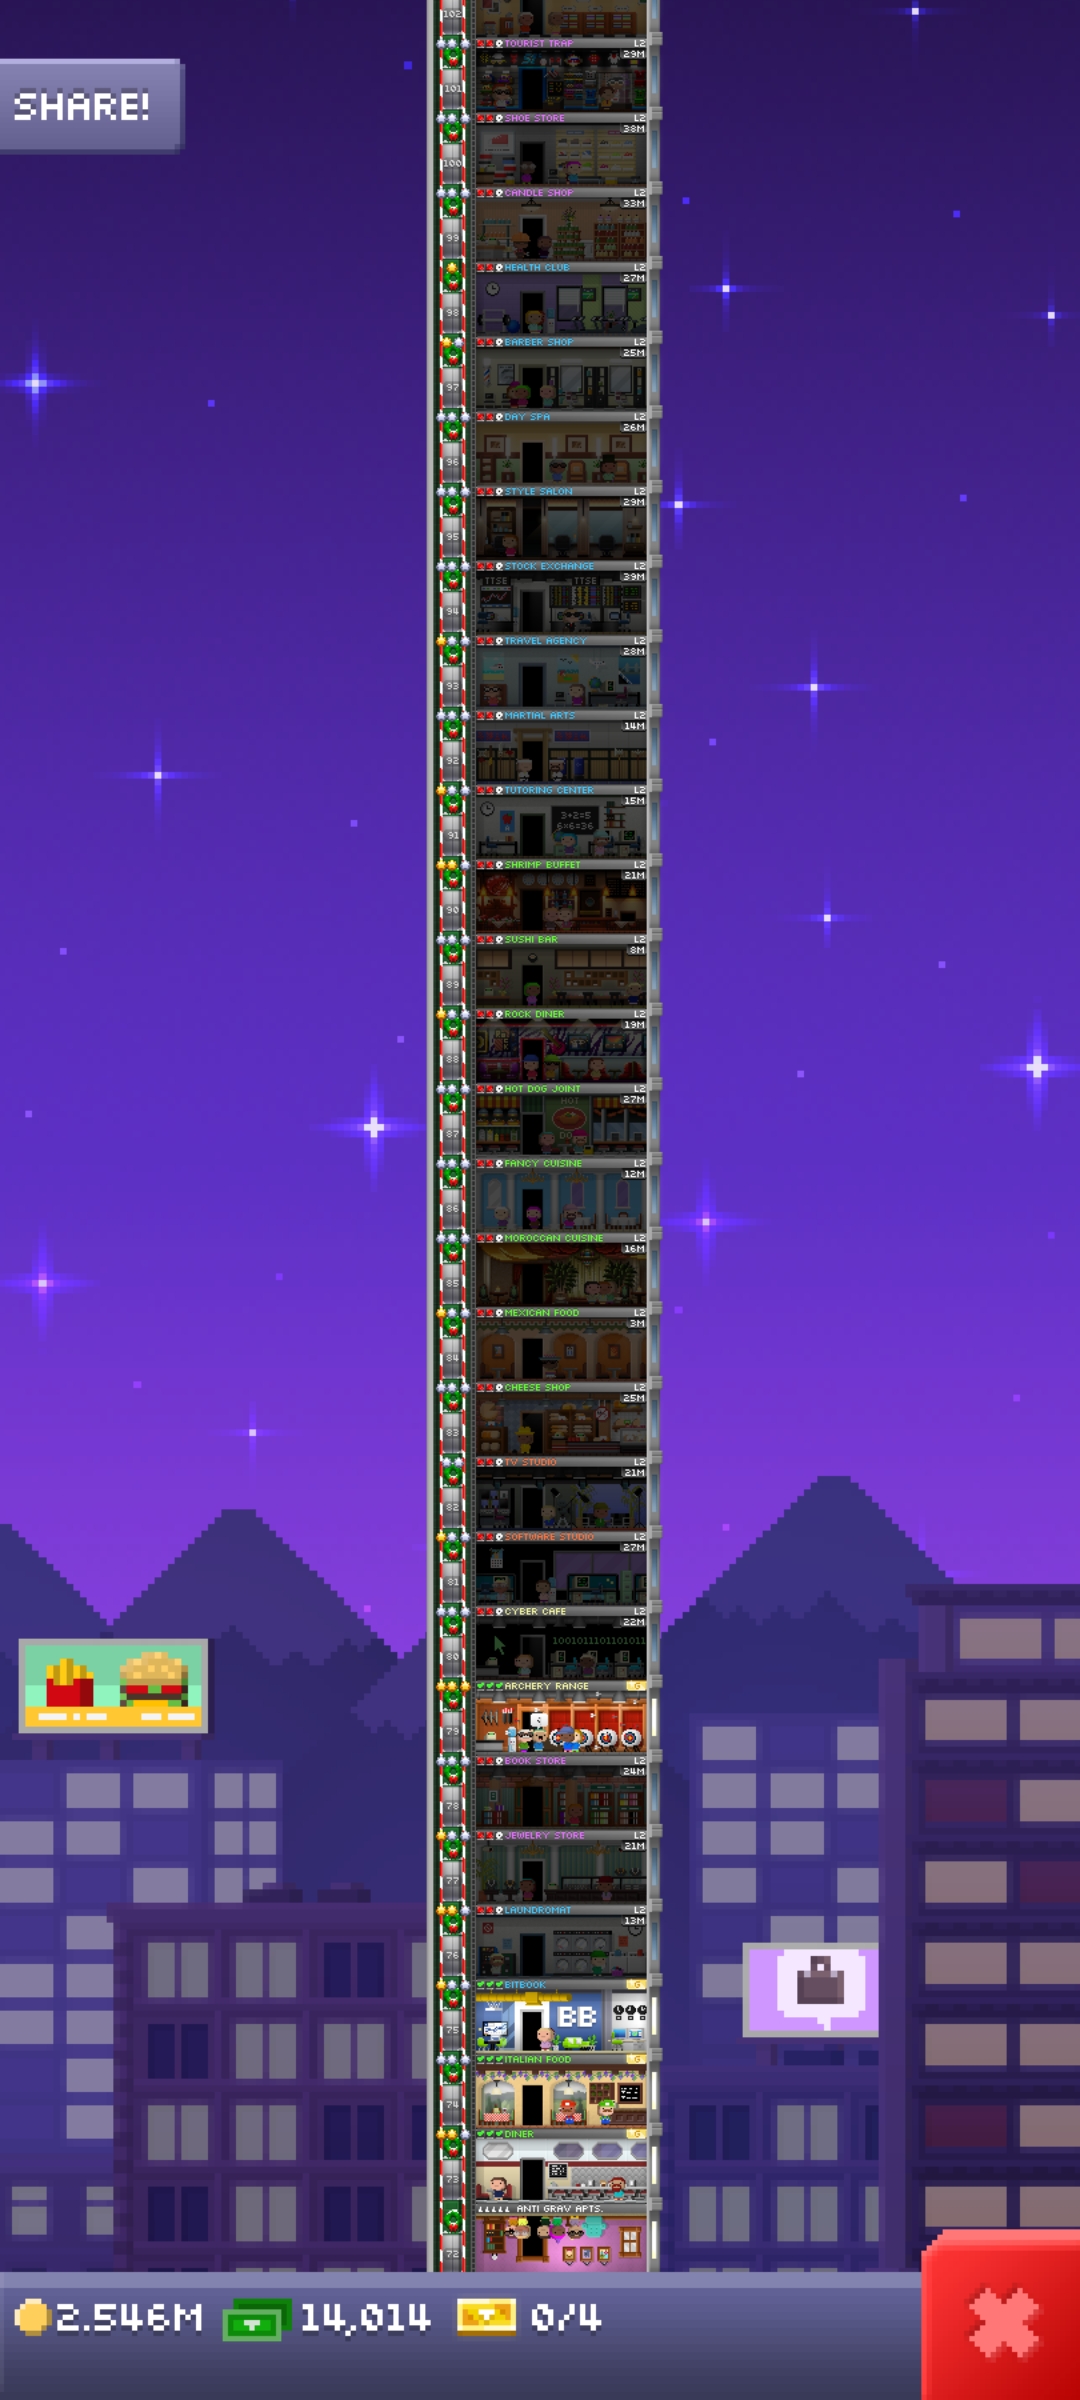 102
TOURIST TRAP L2
29M
SHARE!
101
SHOE STORE L2
38M
100
CANDLE SHOP L2
33M
99
HEALTH CLUB L2
27M
98
BARBER SHOP L2
25M
97
DAY SPA L2
26M
96
STYLE SALON L2
29M
95
STOCK EXCHANGE L2
39M
TTSE TTSE
94
TRAVEL AGENCY L2
28M
93
MARTIAL ARTS L2
14M
92
TUTORING CENTER L2
15M
3+2=5
6×6=36
91
SHRIMP BUFFET L2
21M
90
SUSHI BAR L2
8M
89
ROCK DINER L2
19M
88
HOT DOG JOINT L2
27M
HOT
DO
87
FANCY CUISINE L2
12M
86
MOROCCAN CUISINE L2
16M
85
MEXICAN FOOD L2
3M
84
CHEESE SHOP L2
25M
83
TV STUDIO L2
21M
82
SOFTWARE STUDIO L2
27M
81
CYBER CAFE L2
22M
1001011101101011
80
ARCHERY RANGE G
79
BOOK STORE L2
24M
78
JEWELRY STORE L2
21M
77
LAUNDROMAT L2
13M
76
BITBOOK G
BB
75
ITALIAN FOOD G
74
DINER G
73
ANTI GRAV APTS.
72
2.546M 14,014 0/4